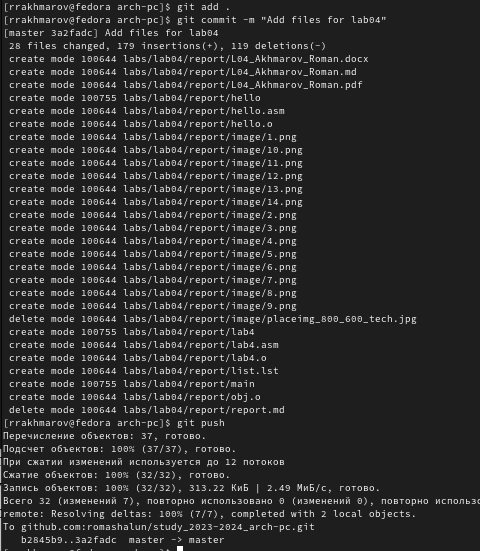 [rrakhmarov@fedora arch-pc]$ git add .
[rrakhmarov@fedora arch-pc]$ git commit -m "Add files for lab04"
[master 3a2fadc] Add files for lab04
28 files changed, 179 insertions(+), 119 deletions(-)
create mode 100644 labs/lab04/report/L04_Akhmarov_Roman.docx
create mode 100644 labs/lab04/report/L04_Akhmarov_Roman.md
create mode 100644 labs/lab04/report/L04_Akhmarov_Roman.pdf
create mode 100755 labs/lab04/report/hello
create mode 100644 labs/lab04/report/hello.asm
create mode 100644 labs/lab04/report/hello.o
create mode 100644 labs/lab04/report/image/1.png
create mode 100644 labs/lab04/report/image/10.png
create mode 100644 labs/lab04/report/image/11.png
create mode 100644 labs/lab04/report/image/12.png
create mode 100644 labs/lab04/report/image/13.png
create mode 100644 labs/lab04/report/image/14.png
create mode 100644 labs/lab04/report/image/2.png
create mode 100644 labs/lab04/report/image/3.png
create mode 100644 labs/lab04/report/image/4.png
create mode 100644 labs/lab04/report/image/5.png
create mode 100644 labs/lab04/report/image/6.png
create mode 100644 labs/lab04/report/image/7.png
create mode 100644 labs/lab04/report/image/8.png
create mode 100644 labs/lab04/report/image/9.png
delete mode 100644 labs/lab04/report/image/placeimg_800_600_tech.jpg
create mode 100755 labs/lab04/report/lab4
create mode 100644 labs/lab04/report/lab4.asm
create mode 100644 labs/lab04/report/lab4.o
create mode 100644 labs/lab04/report/list.lst
create mode 100755 labs/lab04/report/main
create mode 100644 labs/lab04/report/obj.o
delete mode 100644 labs/lab04/report/report.md
[rrakhmarov@fedora arch-pc]$ git push
Перечисление объектов: 37, готово.
Подсчет объектов: 100% (37/37), готово.
При сжатии изменений используется до 12 потоков
Сжатие объектов: 100% (32/32), готово.
Запись объектов: 100% (32/32), 313.22 КиБ | 2.49 МиБ/с, готово.
Всего 32 (изменений 7), повторно использовано 0 (изменений 0), повторно использо
remote: Resolving deltas: 100% (7/7), completed with 2 local objects.
To github.com:romashalun/study_2023-2024_arch-pc.git
b2845b9..3a2fadc master -> master